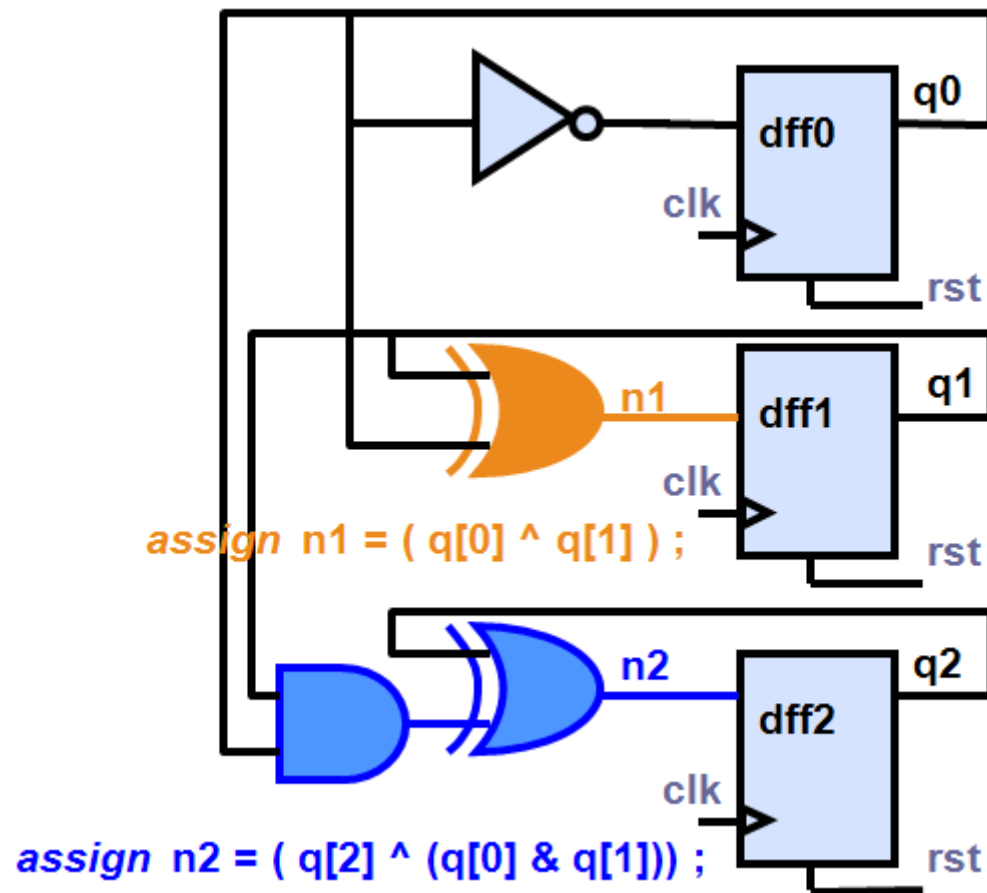 q0
dff0
clk
rst
n1
q1
dff1
clk
assign n1 = ( q[0] ^ q[1] ) ;
rst
n2
q2
dff2
clk
assign n2 = ( q[2] ^ (q[0] & q[1])) ;
rst